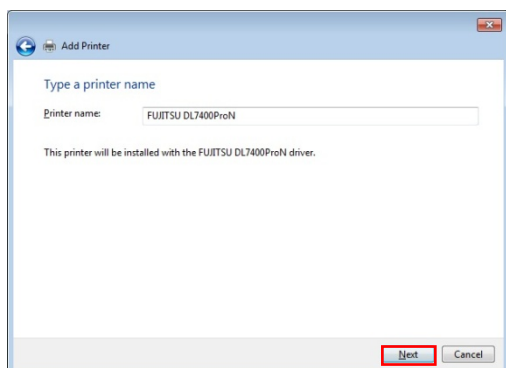 Add Printer
Type a printer name
Printer name: FUJITSU DL7400ProN
This printer will be installed with the FUJITSU DL7400ProN driver.
Next Cancel